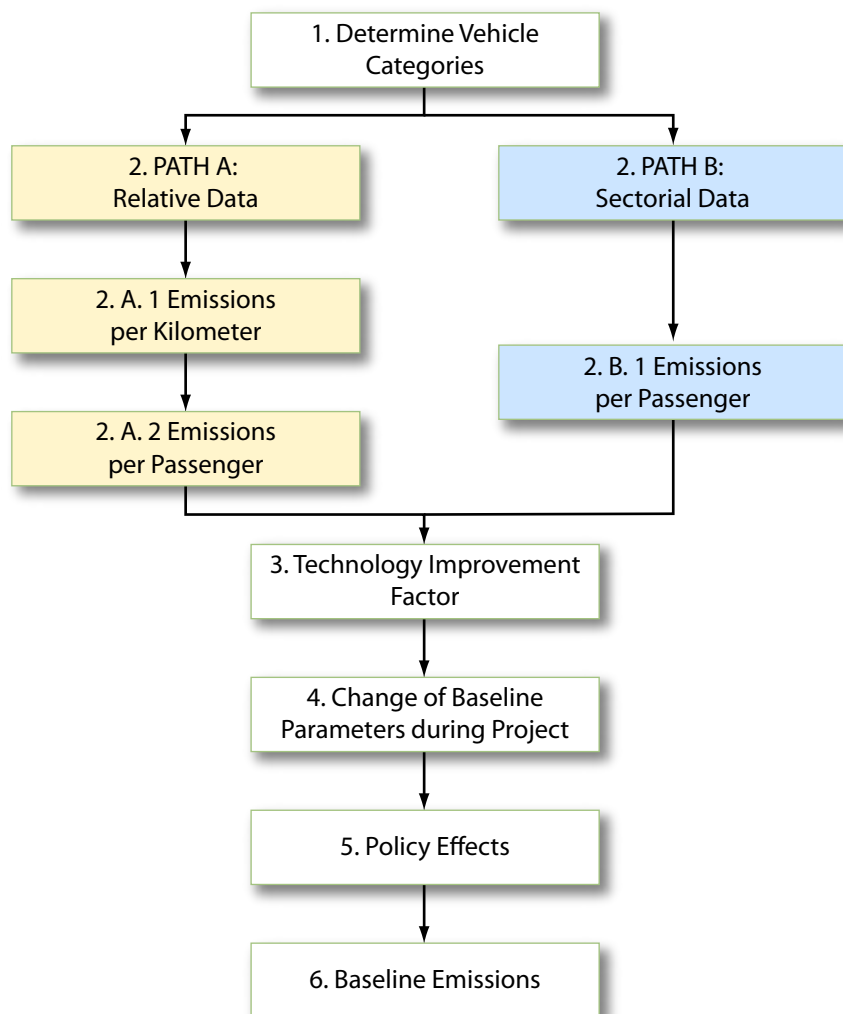 1. Determine Vehicle
Categories
2. PATH A:
Relative Data
2. PATH B:
Sectorial Data
2. A. 1 Emissions
per Kilometer
2. B. 1 Emissions
per Passenger
2. A. 2 Emissions
per Passenger
3. Technology Improvement
Factor
4. Change of Baseline
Parameters during Project
5. Policy Effects
6. Baseline Emissions